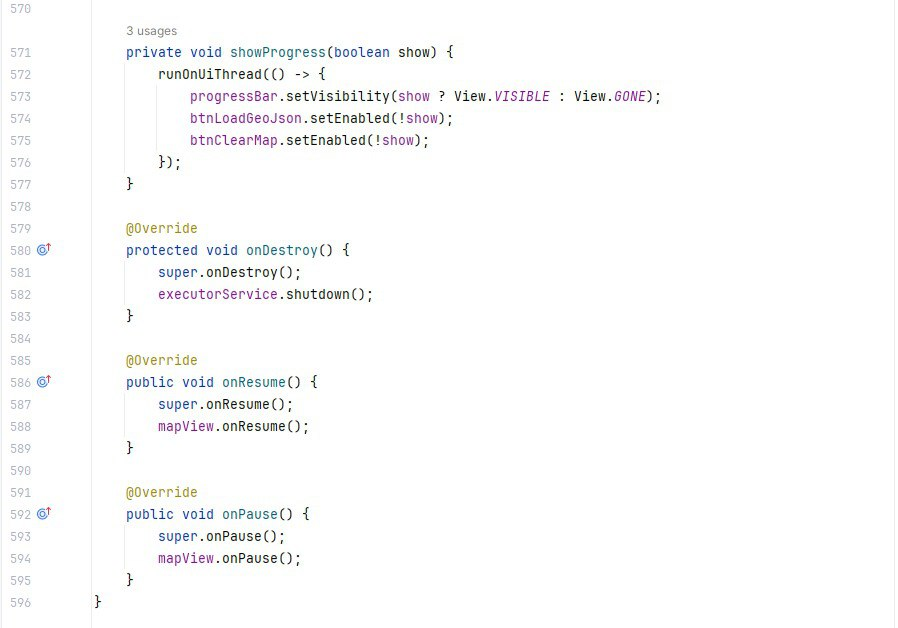 570
3 usages
571 private void showProgress(boolean show) {
572 runOnUiThread(() -> {
573 progressBar.setVisibility(show ? View.VISIBLE : View.GONE);
574 btnLoadGeoJson.setEnabled(!show);
575 btnClearMap.setEnabled(!show);
576 });
577 }
578
579 @Override
580 protected void onDestroy() {
581 super.onDestroy();
582 executorService.shutdown();
583 }
584
585 @Override
586 public void onResume() {
587 super.onResume();
588 mapView.onResume();
589 }
590
591 @Override
592 public void onPause() {
593 super.onPause();
594 mapView.onPause();
595 }
596 }